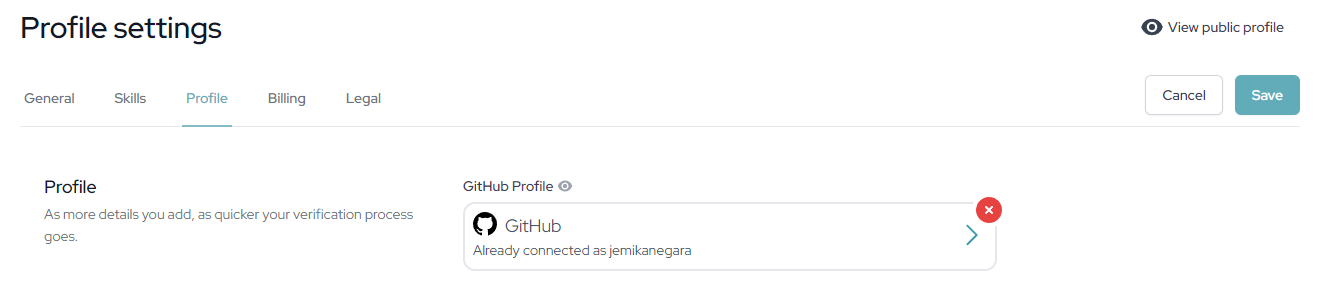 Profile settings
View public profile
General
Skills
Profile
Billing
Legal
Cancel
Save
Profile
As more details you add, as quicker your verification process
goes.
GitHub Profile
GitHub
Already connected as jemikanegara